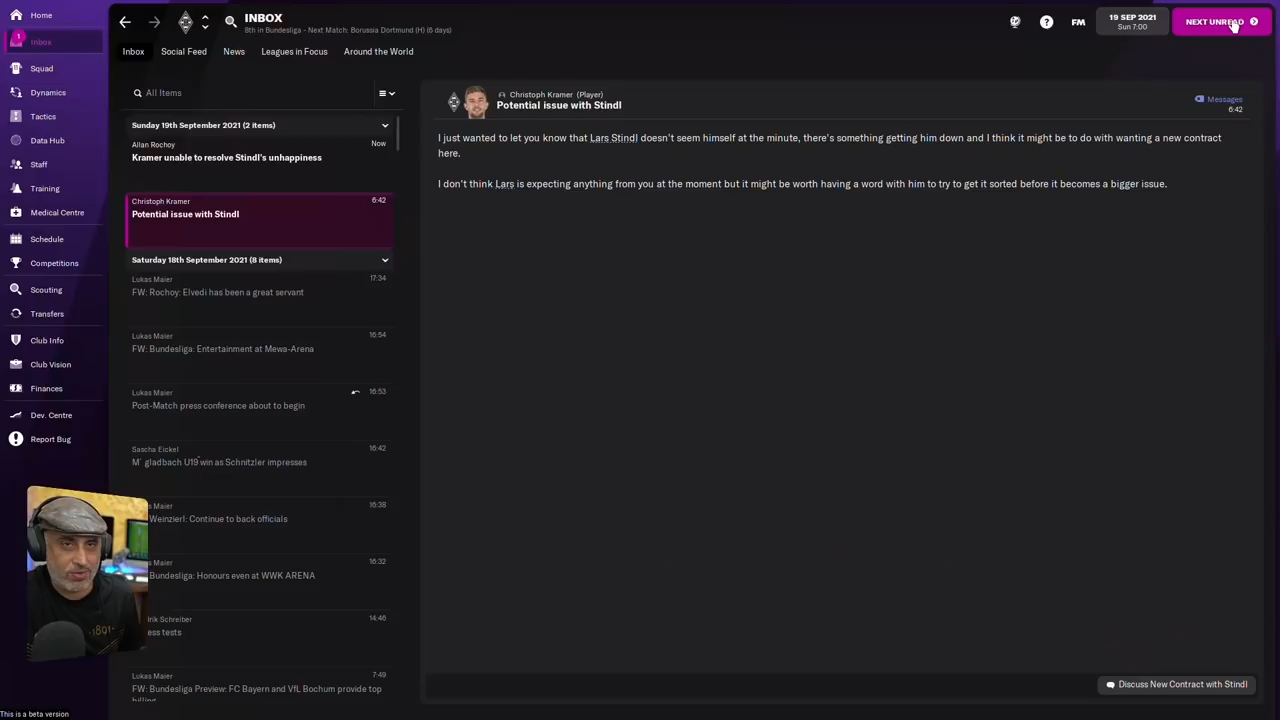 Home
Inbox
1
Squad
Dynamics
Tactics
Data Hub
Staff
Training
Medical Centre
Schedule
Competitions
Scouting
Transfers
Club Info
Club Vision
Finances
Dev. Centre
Report Bug
INBOX
8th in Bundesliga - Next Match: Borussia Dortmund (H) (6 days)
FM
19 SEP 2021
Sun 7:00
NEXT UNREAD
Inbox
Social Feed
News
Leagues in Focus
Around the World
All Items
Sunday 19th September 2021 (2 items)
Allan Rochoy
Now
Kramer unable to resolve Stindl's unhappiness
Christoph Kramer
6:42
Potential issue with Stindl
Saturday 18th September 2021 (8 items)
Lukas Maier
17:34
FW: Rochoy: Elvedi has been a great servant
Lukas Maier
16:54
FW: Bundesliga: Entertainment at Mewa-Arena
Lukas Maier
16:53
Post-Match press conference about to begin
Sascha Eickel
16:42
M`gladbach U19 win as Schnitzler impresses
Maier
16:38
Weinzierl: Continue to back officials
Maier
16:32
Bundesliga: Honours even at WWK ARENA
Schreiber
14:46
tests
Lukas Maier
7:49
FW: Bundesliga Preview: FC Bayern and VfL Bochum provide top
billing
Christoph Kramer (Player)
Potential issue with Stindl
Messages
6:42
I just wanted to let you know that Lars Stindl doesn't seem himself at the minute, there's something getting him down and I think it might be to do with wanting a new contract
here.
I don't think Lars is expecting anything from you at the moment but it might be worth having a word with him to try to get it sorted before it becomes a bigger issue.
Discuss New Contract with Stindl
1891
This is a beta version